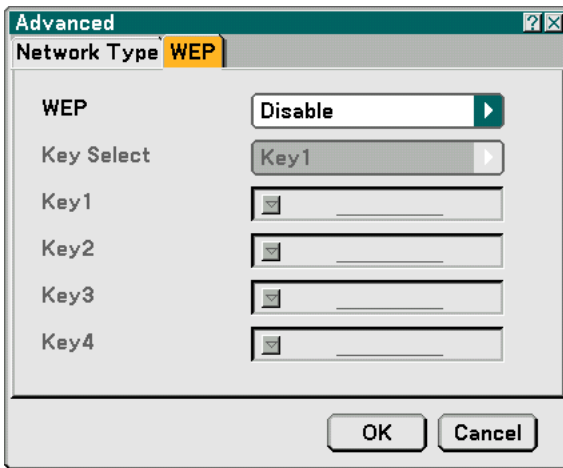 Advanced ?
Network Type WEP
WEP Disable
Key Select Key1
Key1
Key2
Key3
Key4
OK Cancel